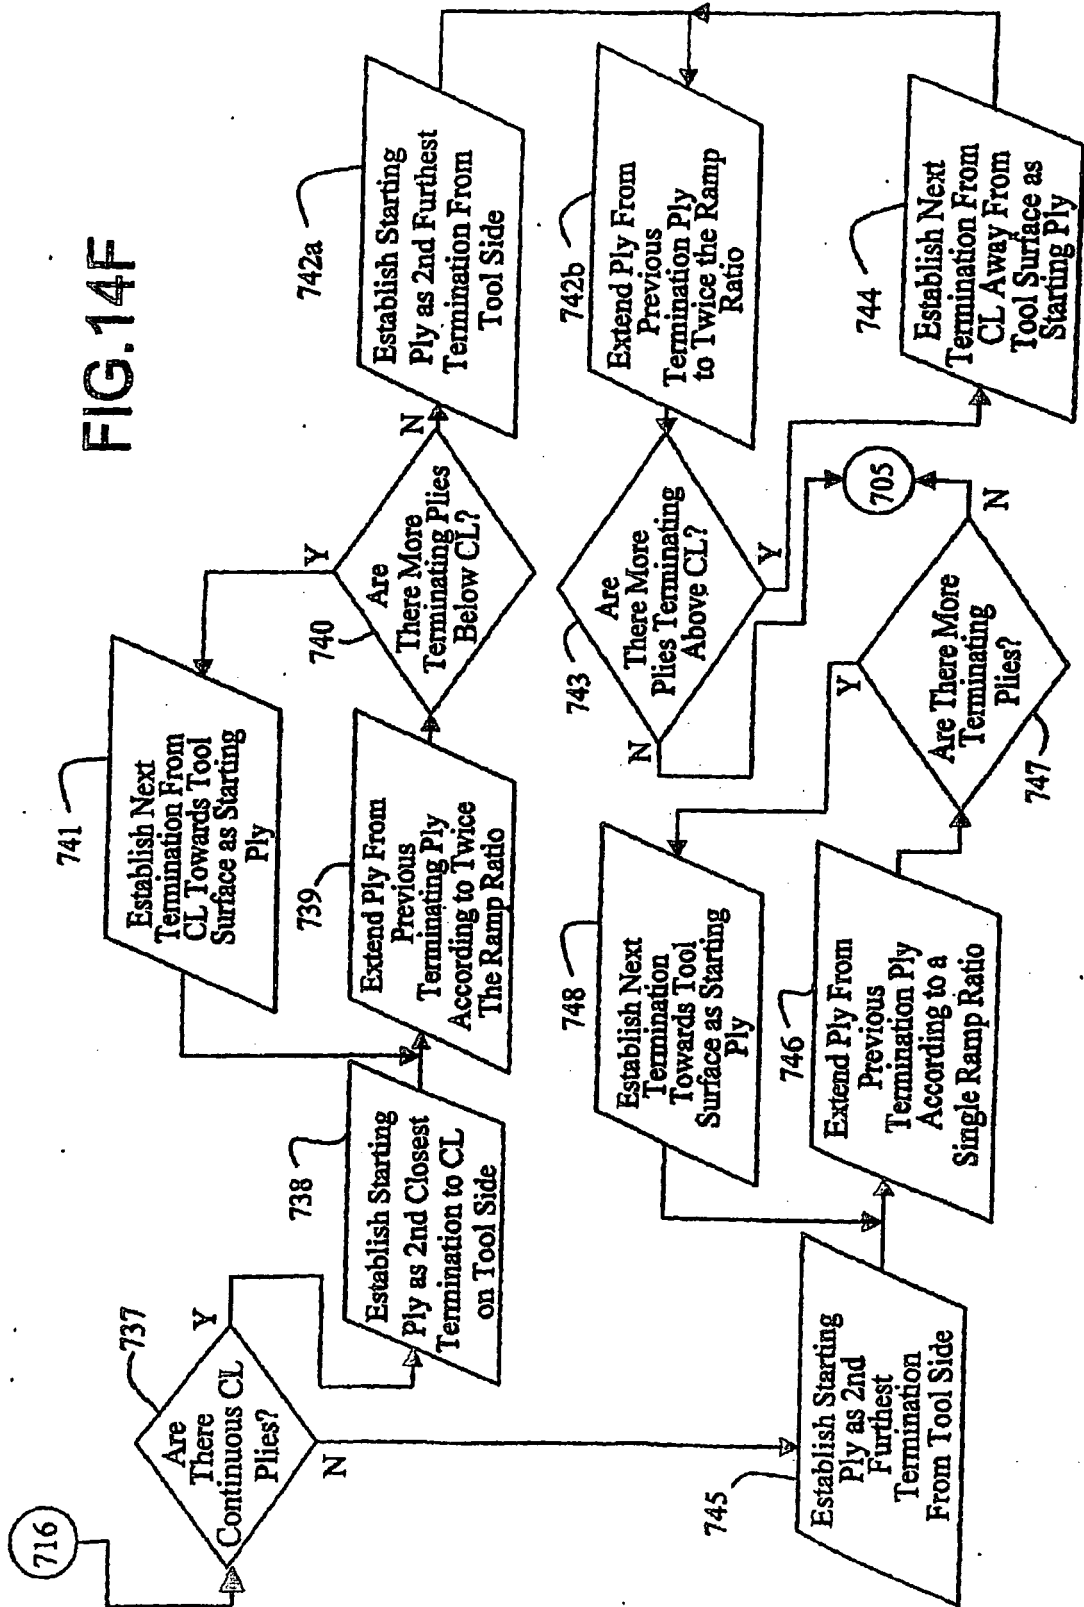 FIG.14F
716
737
Are
There
Continuous CL
Plies?
Y
N
738
Establish Starting
Ply as 2nd Closest
Termination to CL
on Tool Side
739
Extend Ply From
Previous
Terminating Ply
According to Twice
The Ramp Ratio
740
Are
There More
Terminating Plies
Below CL?
Y
N
741
Establish Next
Termination From
CL Towards Tool
Surface as Starting
Ply
742a
Establish Starting
Ply as 2nd Furthest
Termination From
Tool Side
742b
Extend Ply From
Previous
Termination Ply
to Twice the Ramp
Ratio
743
Are
There More
Plies Terminating
Above CL?
N
Y
744
Establish Next
Termination From
CL Away From
Tool Surface as
Starting Ply
705
745
Establish Starting
Ply as 2nd
Furthest
Termination
From Tool Side
746
Extend Ply From
Previous
Termination Ply
According to a
Single Ramp Ratio
747
Are There More
Terminating
Plies?
Y
N
748
Establish Next
Termination
Towards Tool
Surface as Starting
Ply